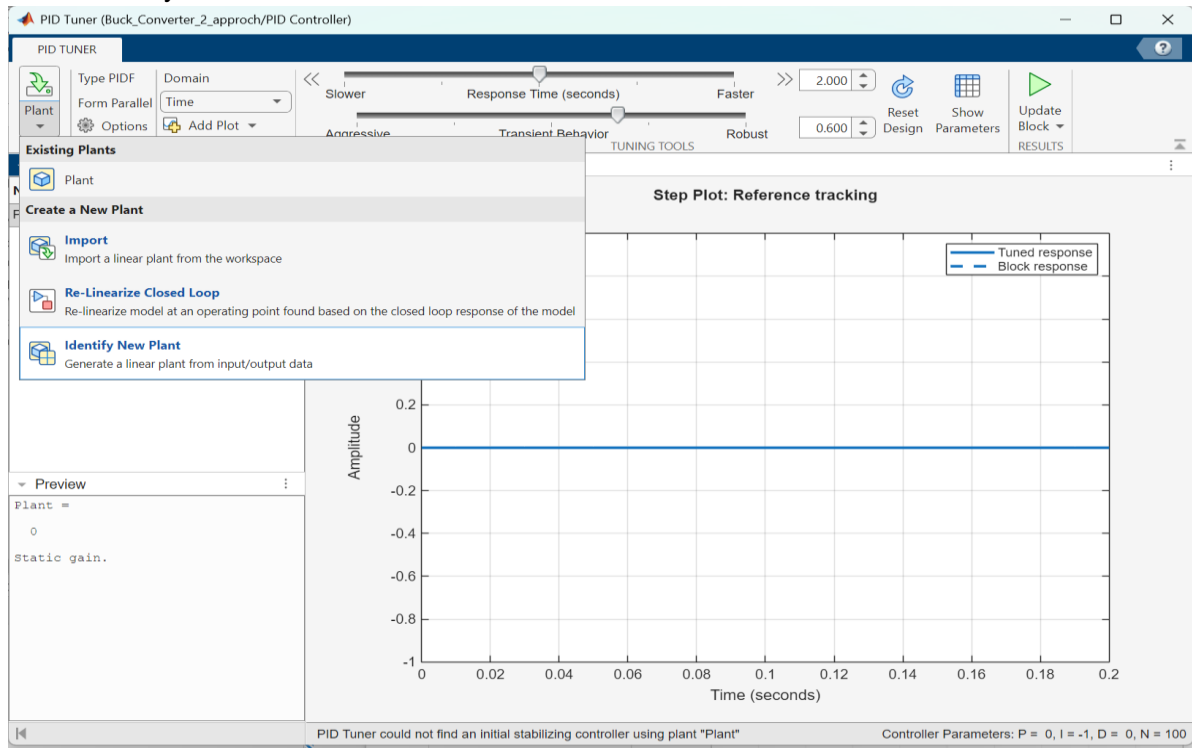 PID Tuner (Buck_Converter_2_approch/PID Controller)
PID TUNER
Plant
Type PIDF
Form Parallel
Options
Domain
Time
Add Plot
Slower
Response Time (seconds)
Faster
2.000
Aggressive
Transient Behavior
Robust
0.600
Reset
Design
Show
Parameters
Update
Block
TUNING TOOLS
RESULTS
Existing Plants
Plant
Create a New Plant
Import
Import a linear plant from the workspace
Re-Linearize Closed Loop
Re-linearize model at an operating point found based on the closed loop response of the model
Identify New Plant
Generate a linear plant from input/output data
Step Plot: Reference tracking
Tuned response
Block response
Amplitude
0.2
0
-0.2
-0.4
-0.6
-0.8
-1
0 0.02 0.04 0.06 0.08 0.1 0.12 0.14 0.16 0.18 0.2
Time (seconds)
Preview
Plant =
0
Static gain.
PID Tuner could not find an initial stabilizing controller using plant "Plant"
Controller Parameters: P = 0, I = -1, D = 0, N = 100